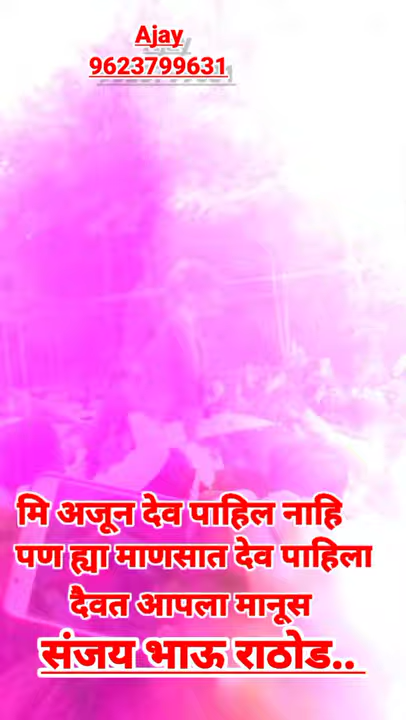 Ajay
9623799631
मि अजून देव पाहिल नाहि
पण ह्या माणसात देव पाहिला
दैवत आपला मानूस
संजय भाऊ राठोड..